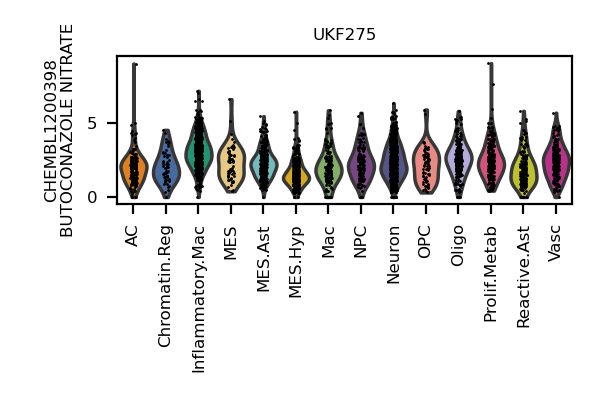 UKF275
CHEMBL1200398
BUTOCONAZOLE NITRATE
5
0
AC
Chromatin.Reg
Inflammatory.Mac
MES
MES.Ast
MES.Hyp
Mac
NPC
Neuron
OPC
Oligo
Prolif.Metab
Reactive.Ast
Vasc